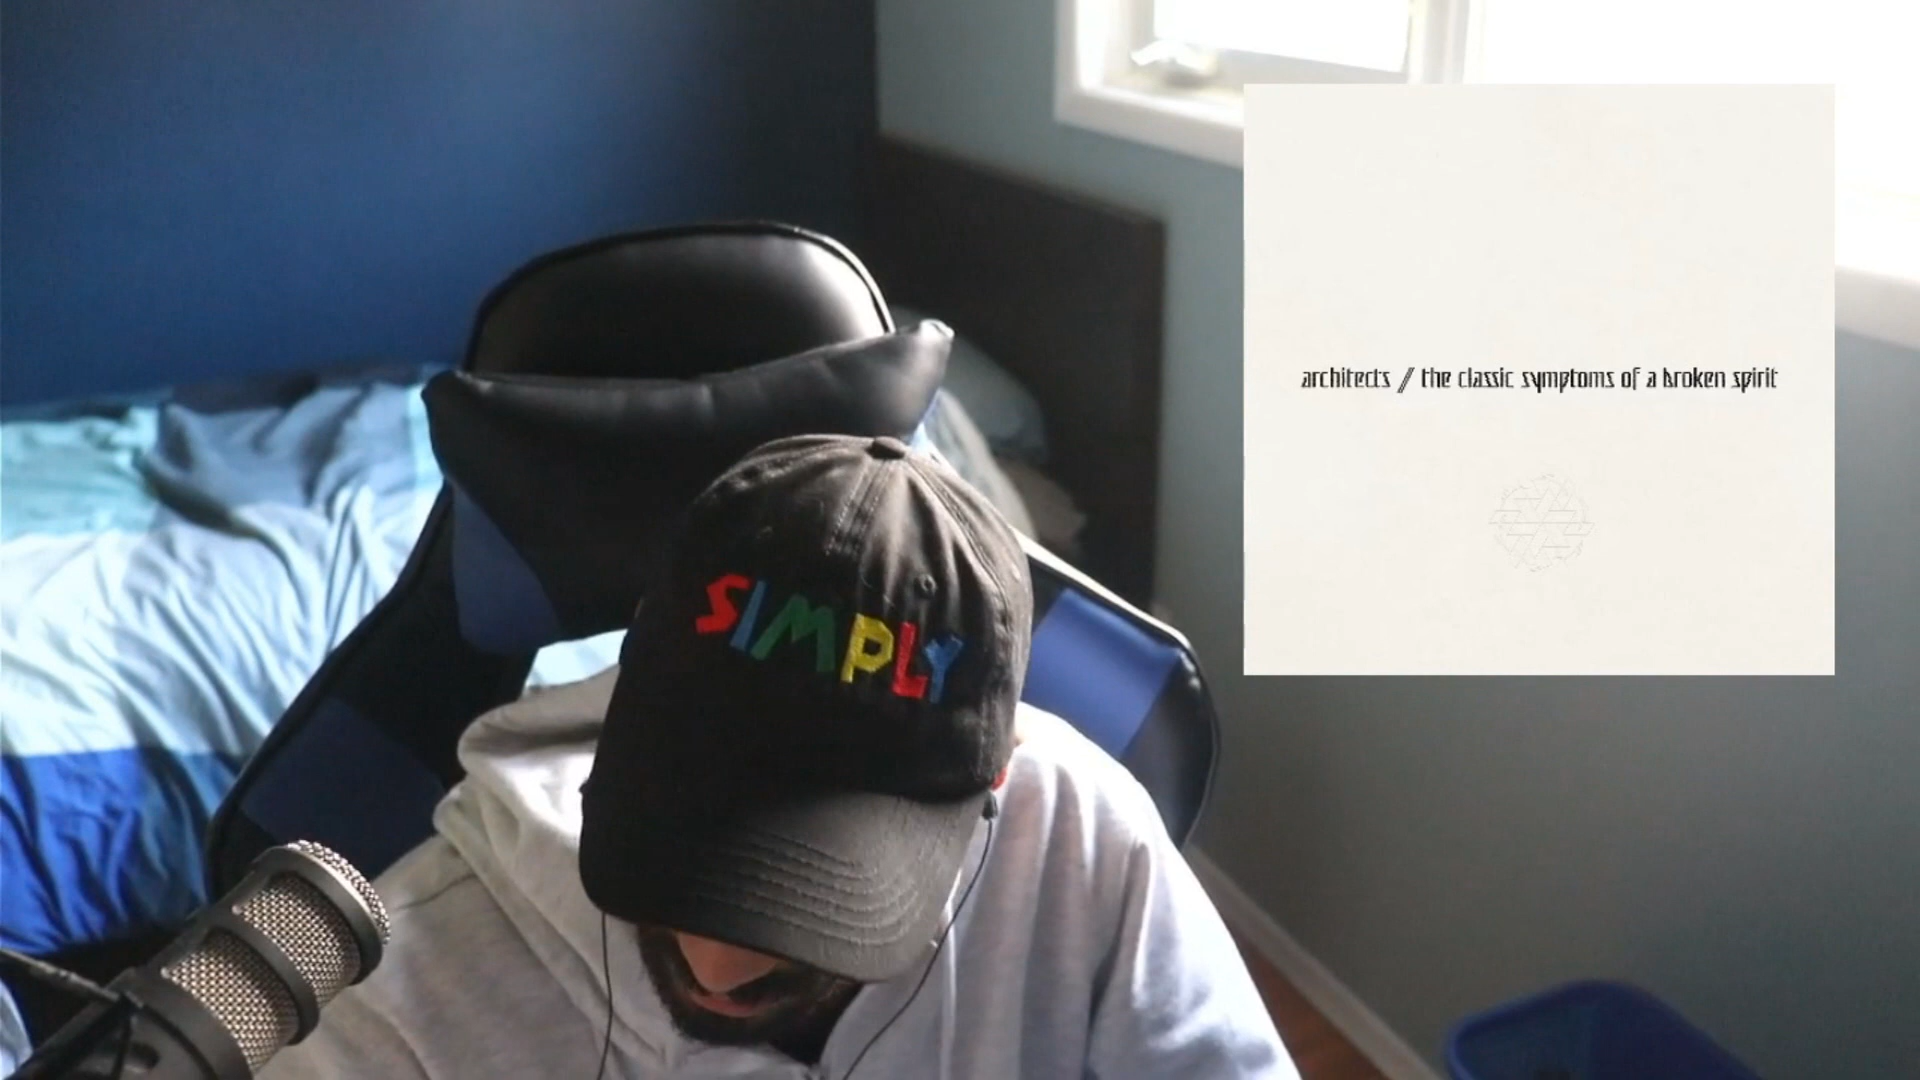 SIMPLY
architects // the classic symptoms of a broken spirit